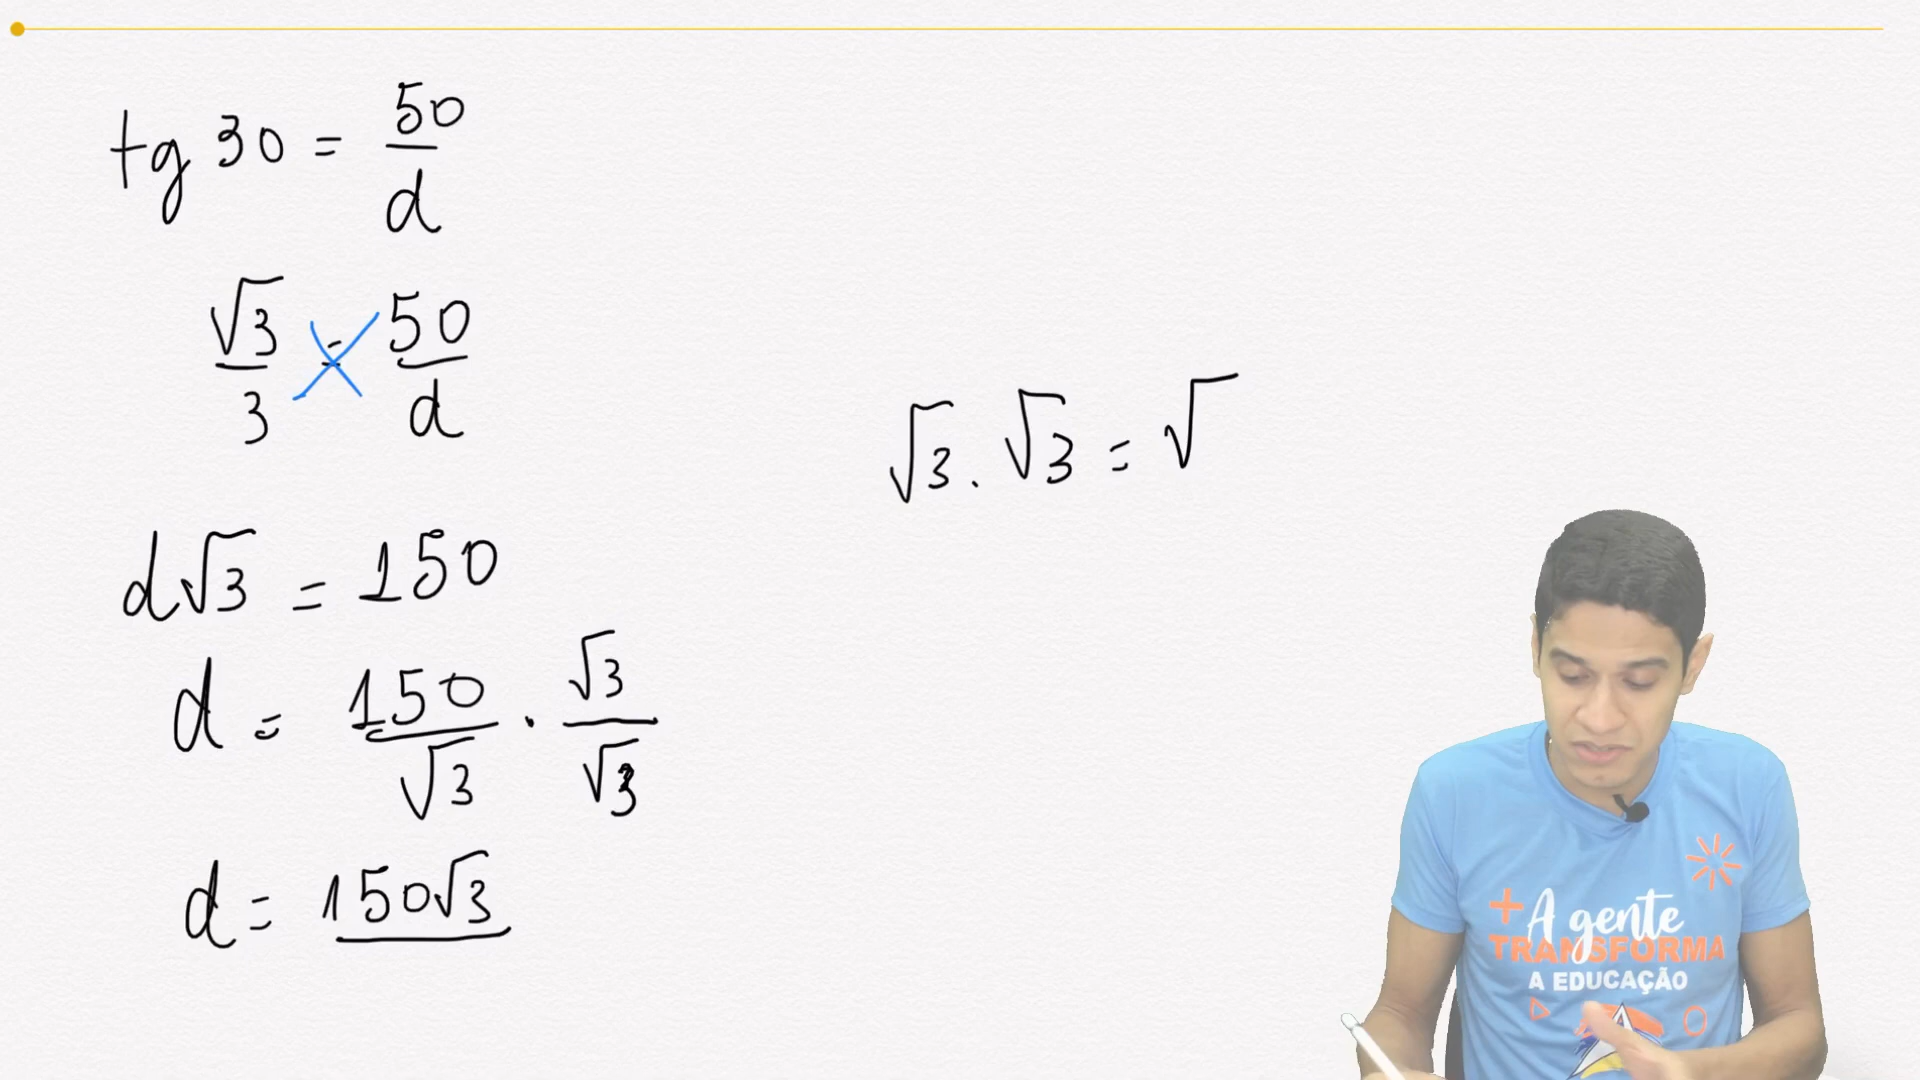 tg 30 = 50/d
√3/3 = 50/d
d√3 = 150
d = 150/√3 . √3/√3
d = 150√3
√3 . √3 = √
+ A gente
TRANSFORMA
A EDUCAÇÃO